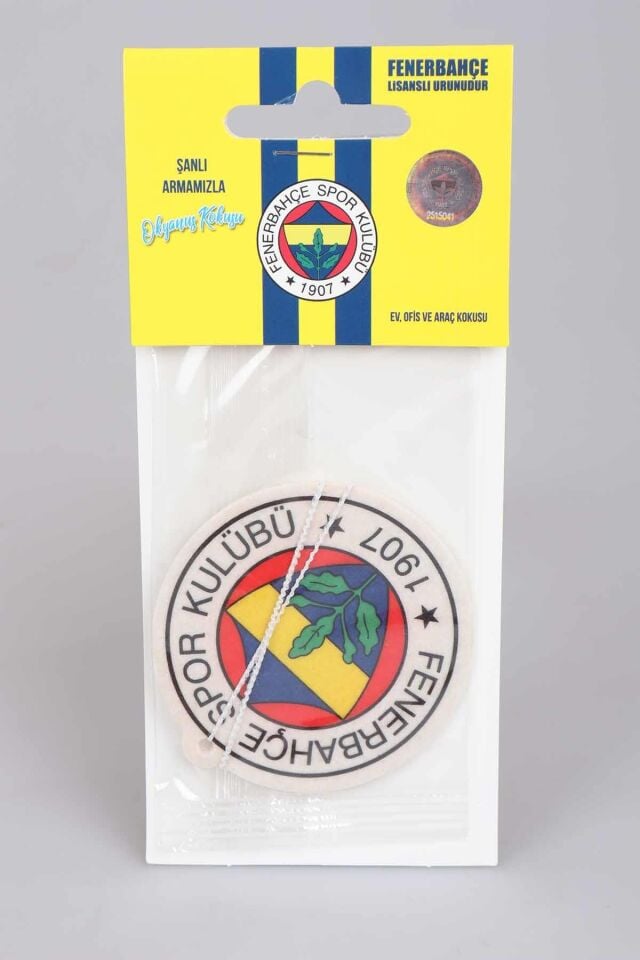 FENERBAHÇE
LİSANSLI ÜRÜNÜDÜR
ŞANLI
ARMAMIZLA
Okyanus Kokusu
FENERBAHÇE SPOR KULÜBÜ
★ 1907 ★
2515041
EV, OFİS VE ARAÇ KOKUSU
FENERBAHÇE SPOR KULÜBÜ
★ 1907 ★